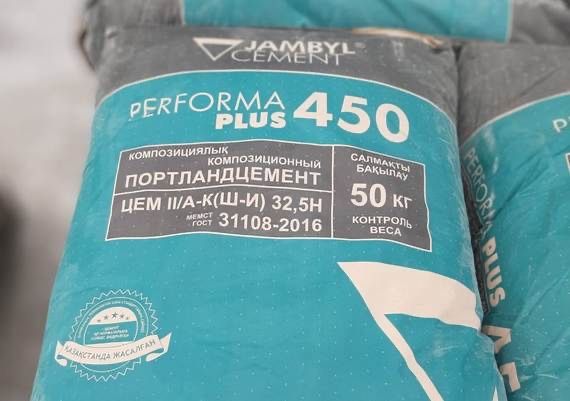 JAMBYL®
CEMENT
PERFORMA
PLUS 450
КОМПОЗИЦИЯЛЫҚ
КОМПОЗИЦИОННЫЙ
ПОРТЛАНДЦЕМЕНТ
ЦЕМ II/А-К(Ш-И) 32,5Н
МЕМСТ
ГОСТ 31108-2016
САЛМАҚТЫ
БАҚЫЛАУ
50 КГ
КОНТРОЛЬ
ВЕСА
ҚАЗАҚСТАНДА ЖАСАЛҒАН
PLUS